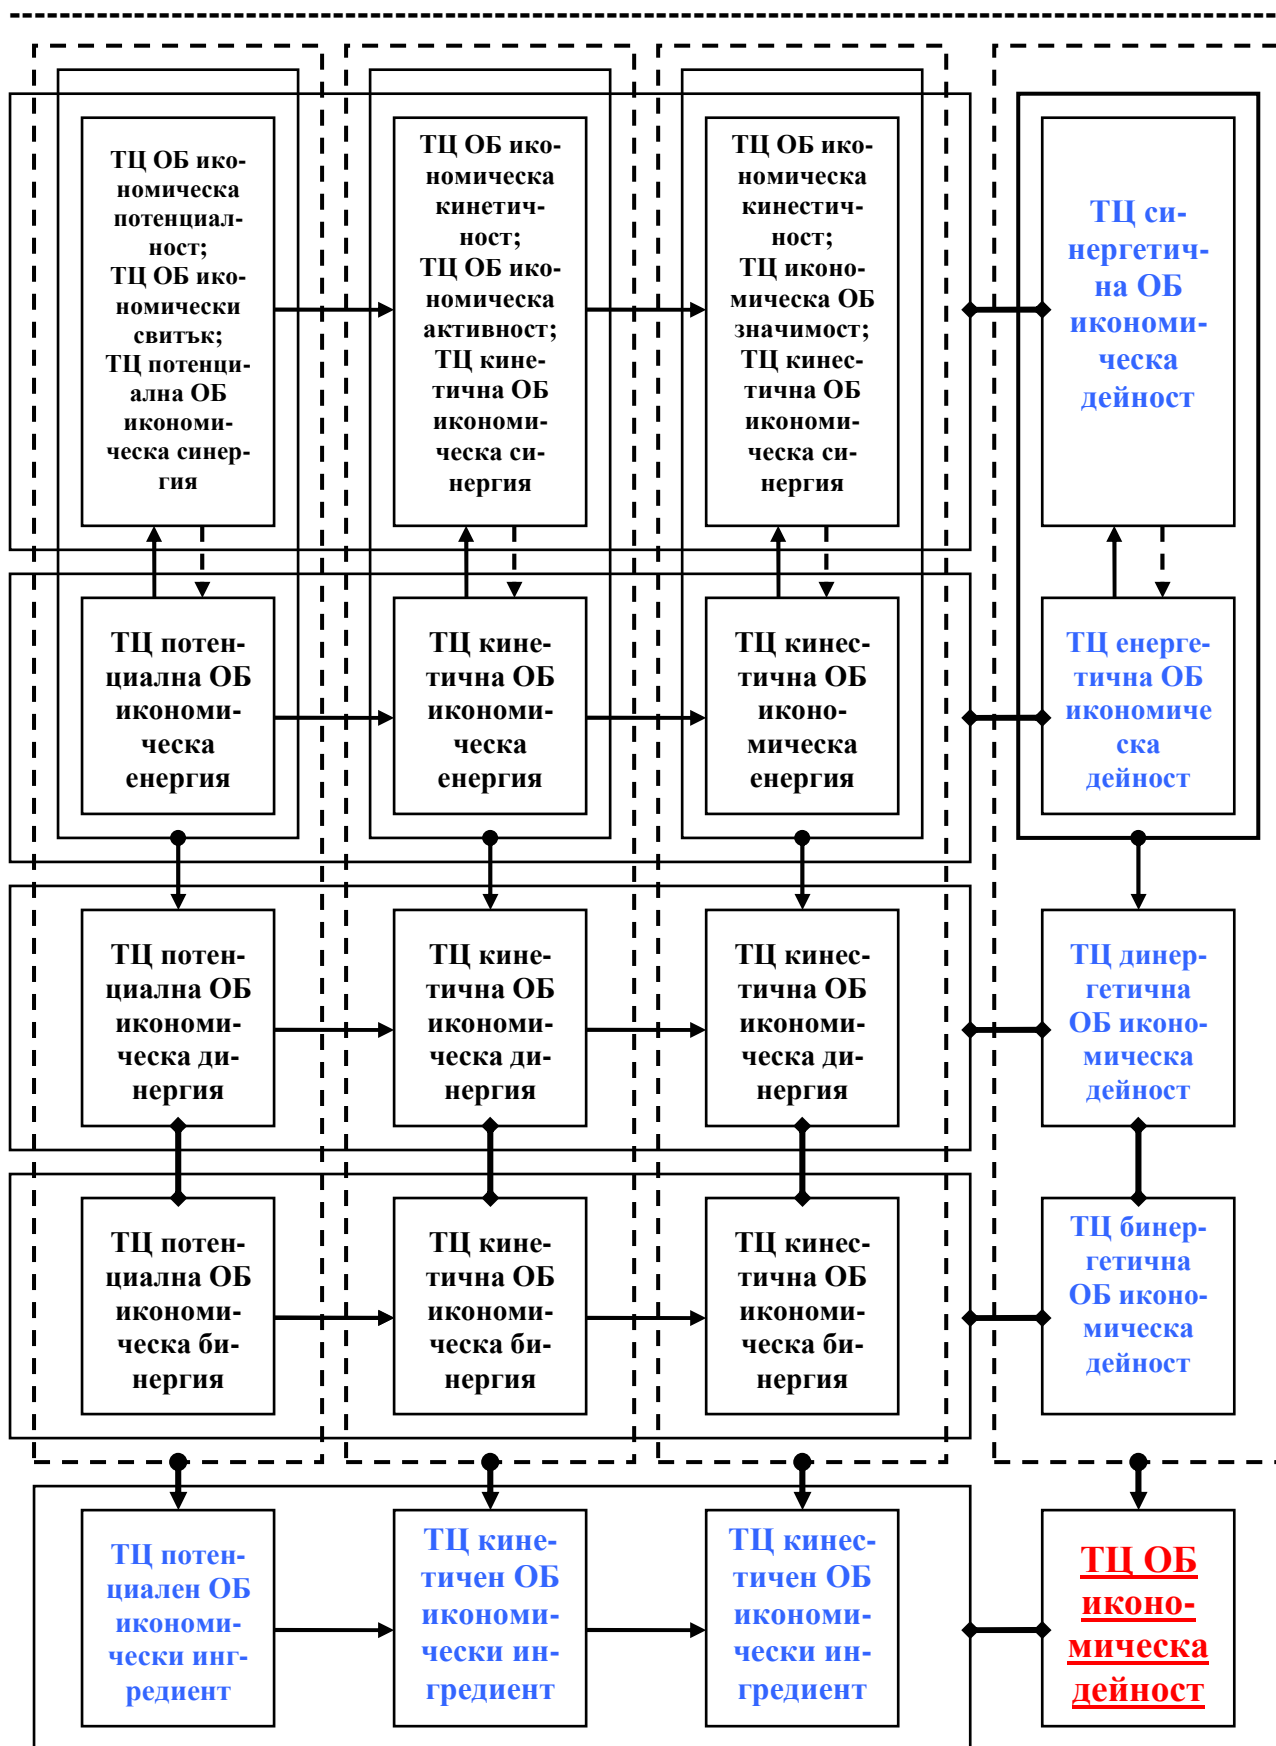 ТЦ ОБ ико-
номическа
потенциал-
ност;
ТЦ ОБ ико-
номически
свитък;
ТЦ потенци-
ална ОБ
икономи-
ческа синер-
гия
ТЦ ОБ ико-
номическа
кинетич-
ност;
ТЦ ОБ ико-
номическа
активност;
ТЦ кине-
тична ОБ
икономи-
ческа си-
нергия
ТЦ ОБ ико-
номическа
кинестич-
ност;
ТЦ иконо-
мическа ОБ
значимост;
ТЦ кинес-
тична ОБ
икономи-
ческа си-
нергия
ТЦ си-
нергетич-
на ОБ
икономи-
ческа
дейност
ТЦ потен-
циална ОБ
икономи-
ческа
енергия
ТЦ кине-
тична ОБ
икономи-
ческа
енергия
ТЦ кинес-
тична ОБ
иконо-
мическа
енергия
ТЦ енерге-
тична ОБ
икономиче
ска
дейност
ТЦ потен-
циална ОБ
икономи-
ческа ди-
нергия
ТЦ кине-
тична ОБ
икономи-
ческа ди-
нергия
ТЦ кинес-
тична ОБ
икономи-
ческа ди-
нергия
ТЦ динер-
гетична
ОБ иконо-
мическа
дейност
ТЦ потен-
циална ОБ
икономи-
ческа би-
нергия
ТЦ кине-
тична ОБ
икономи-
ческа би-
нергия
ТЦ кинес-
тична ОБ
икономи-
ческа би-
нергия
ТЦ бинер-
гетична
ОБ иконо-
мическа
дейност
ТЦ потен-
циален ОБ
икономи-
чески инг-
редиент
ТЦ кине-
тичен ОБ
икономи-
чески ин-
гредиент
ТЦ кинес-
тичен ОБ
икономи-
чески ин-
гредиент
ТЦ ОБ
иконо-
мическа
дейност